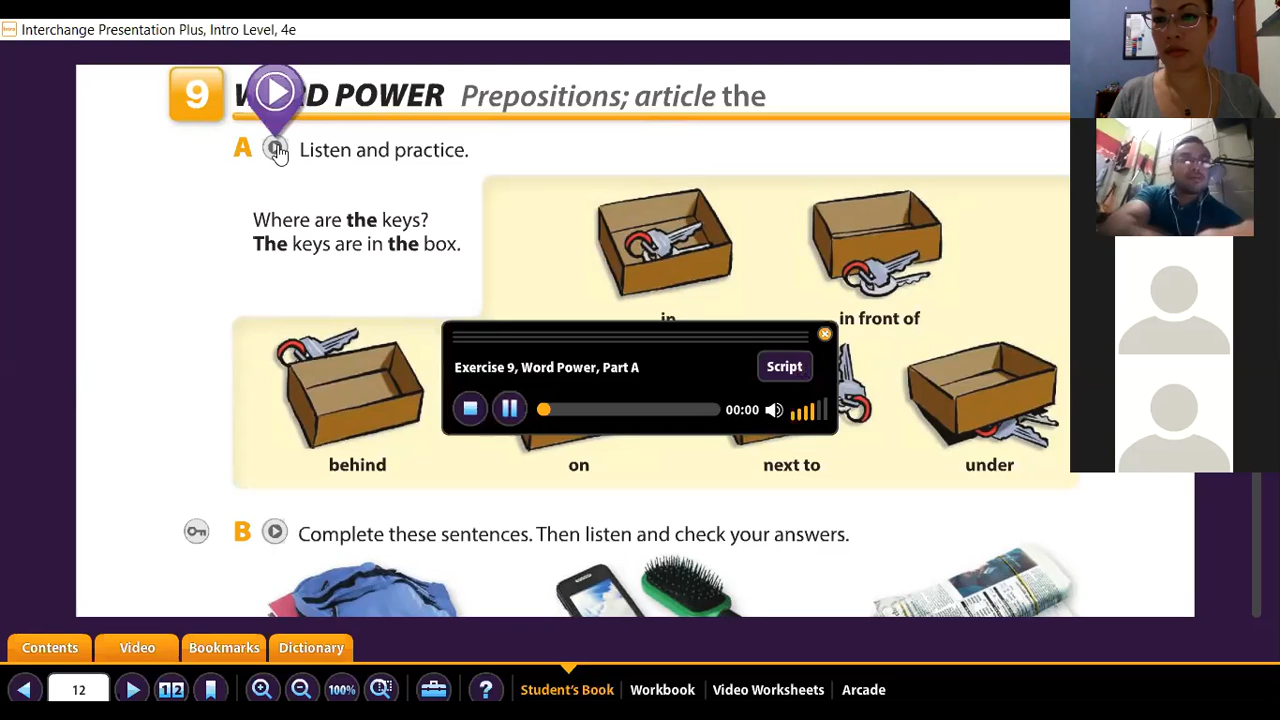 Interchange Presentation Plus, Intro Level, 4e
9 WORD POWER Prepositions; article the
A Listen and practice.
Where are the keys?
The keys are in the box.
in
in front of
Exercise 9, Word Power, Part A
Script
00:00
behind
on
next to
under
B Complete these sentences. Then listen and check your answers.
Contents
Video
Bookmarks
Dictionary
12
12
100%
?
Student's Book
Workbook
Video Worksheets
Arcade